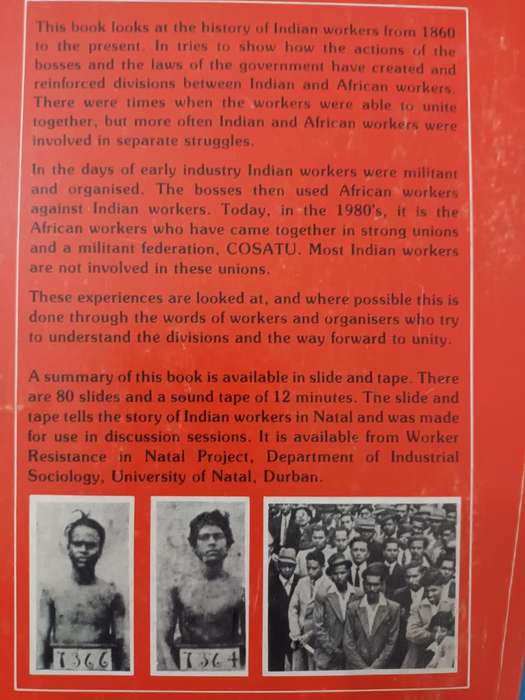 This book looks at the history of Indian workers from 1860
to the present. In tries to show how the actions of the
bosses and the laws of the government have created and
reinforced divisions between Indian and African workers.
There were times when the workers were able to unite
together, but more often Indian and African workers were
involved in separate struggles.
In the days of early industry Indian workers were militant
and organised. The bosses then used African workers
against Indian workers. Today, in the 1980's, it is the
African workers who have came together in strong unions
and a militant federation, COSATU. Most Indian workers
are not involved in these unions.
These experiences are looked at, and where possible this is
done through the words of workers and organisers who try
to understand the divisions and the way forward to unity.
A summary of this book is available in slide and tape. There
are 80 slides and a sound tape of 12 minutes. The slide and
tape tells the story of Indian workers in Natal and was made
for use in discussion sessions. It is available from Worker
Resistance in Natal Project, Department of Industrial
Sociology, University of Natal, Durban.
7366
7364